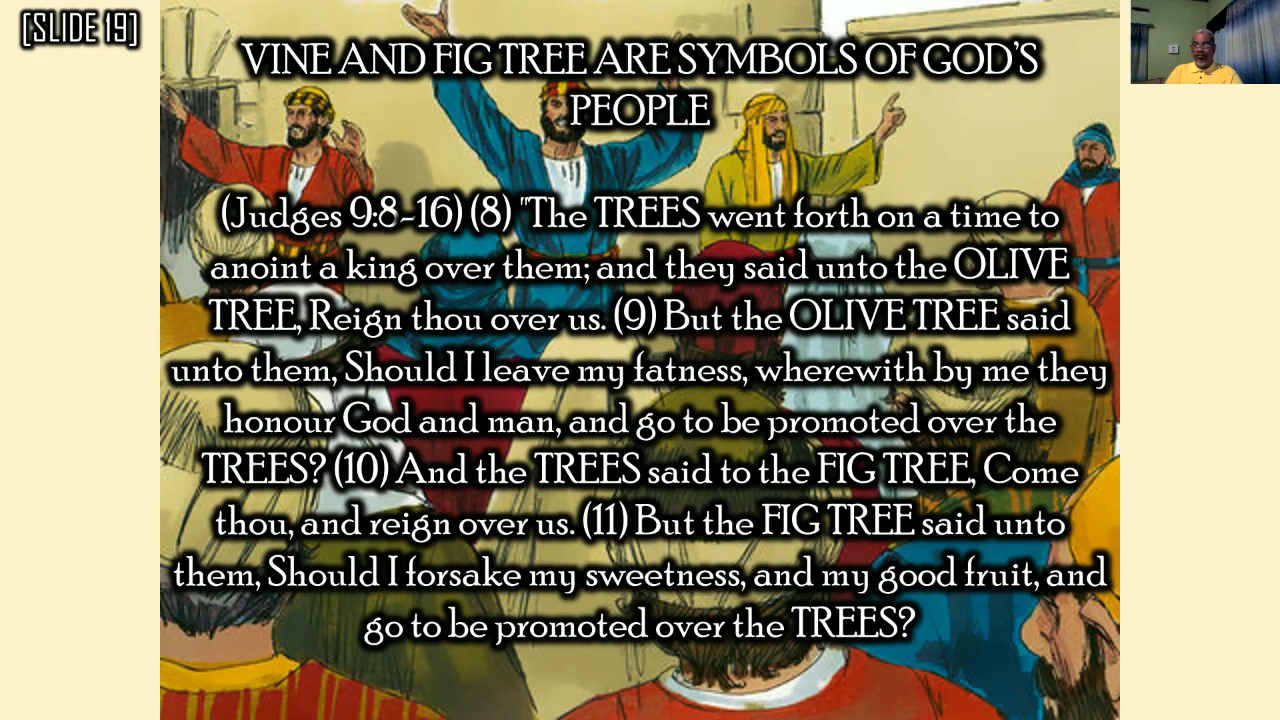 [SLIDE 19]
VINE AND FIG TREE ARE SYMBOLS OF GOD'S
PEOPLE
(Judges 9:8-16) (8) "The TREES went forth on a time to
anoint a king over them; and they said unto the OLIVE
TREE, Reign thou over us. (9) But the OLIVE TREE said
unto them, Should I leave my fatness, wherewith by me they
honour God and man, and go to be promoted over the
TREES? (10) And the TREES said to the FIG TREE, Come
thou, and reign over us. (11) But the FIG TREE said unto
them, Should I forsake my sweetness, and my good fruit, and
go to be promoted over the TREES?